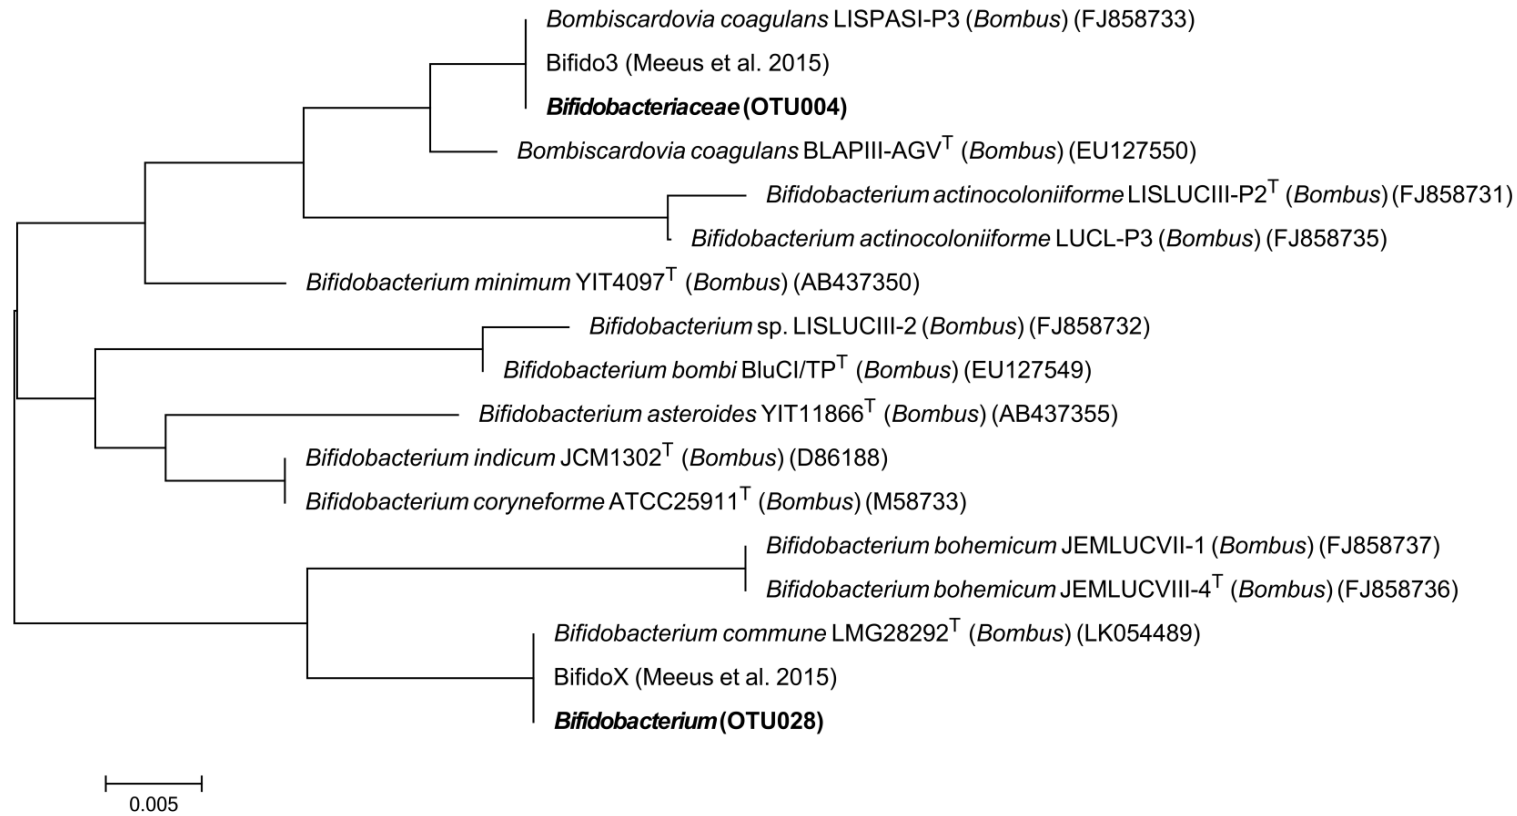 Bombiscardovia coagulans LISPASI-P3 (Bombus) (FJ858733)
Bifido3 (Meeus et al. 2015)
Bifidobacteriaceae (OTU004)
Bombiscardovia coagulans BLAPIII-AGVT (Bombus) (EU127550)
Bifidobacterium actinocoloniiforme LISLUCIII-P2T (Bombus) (FJ858731)
Bifidobacterium actinocoloniiforme LUCL-P3 (Bombus) (FJ858735)
Bifidobacterium minimum YIT4097T (Bombus) (AB437350)
Bifidobacterium sp. LISLUCIII-2 (Bombus) (FJ858732)
Bifidobacterium bombi BluCI/TPT (Bombus) (EU127549)
Bifidobacterium asteroides YIT11866T (Bombus) (AB437355)
Bifidobacterium indicum JCM1302T (Bombus) (D86188)
Bifidobacterium coryneforme ATCC25911T (Bombus) (M58733)
Bifidobacterium bohemicum JEMLUCVII-1 (Bombus) (FJ858737)
Bifidobacterium bohemicum JEMLUCVIII-4T (Bombus) (FJ858736)
Bifidobacterium commune LMG28292T (Bombus) (LK054489)
BifidoX (Meeus et al. 2015)
Bifidobacterium (OTU028)
0.005